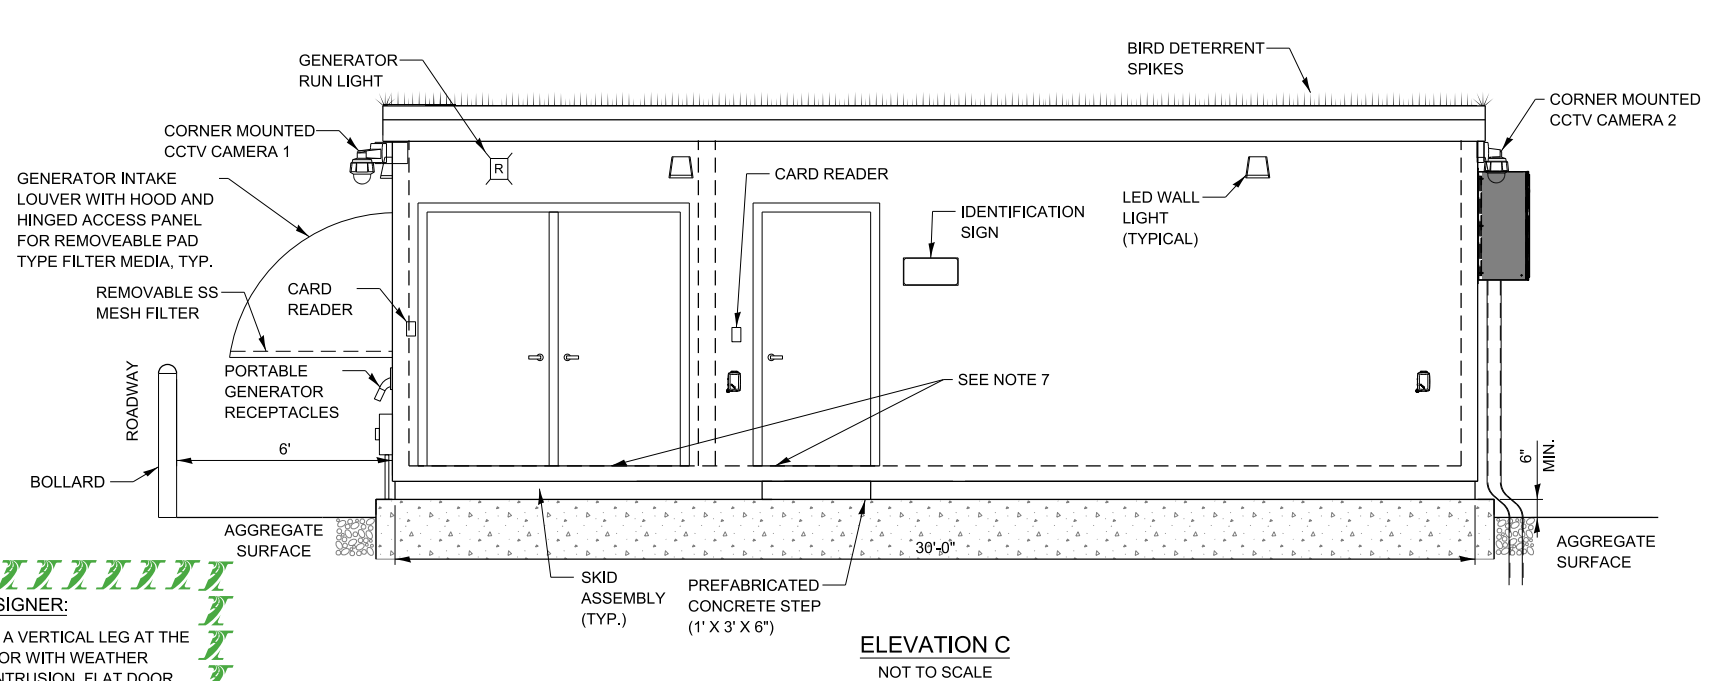 GENERATOR
RUN LIGHT
BIRD DETERRENT
SPIKES
CORNER MOUNTED
CCTV CAMERA 1
CORNER MOUNTED
CCTV CAMERA 2
GENERATOR INTAKE
LOUVER WITH HOOD AND
HINGED ACCESS PANEL
FOR REMOVEABLE PAD
TYPE FILTER MEDIA, TYP.
R
CARD READER
IDENTIFICATION
SIGN
LED WALL
LIGHT
(TYPICAL)
REMOVABLE SS
MESH FILTER
CARD
READER
ROADWAY
PORTABLE
GENERATOR
RECEPTACLES
SEE NOTE 7
6'
BOLLARD
6"
MIN.
AGGREGATE
SURFACE
30'-0"
AGGREGATE
SURFACE
SKID
ASSEMBLY
(TYP.)
PREFABRICATED
CONCRETE STEP
(1' X 3' X 6")
SIGNER:
A VERTICAL LEG AT THE
OR WITH WEATHER
NTRUSION. FLAT DOOR
ELEVATION C
NOT TO SCALE